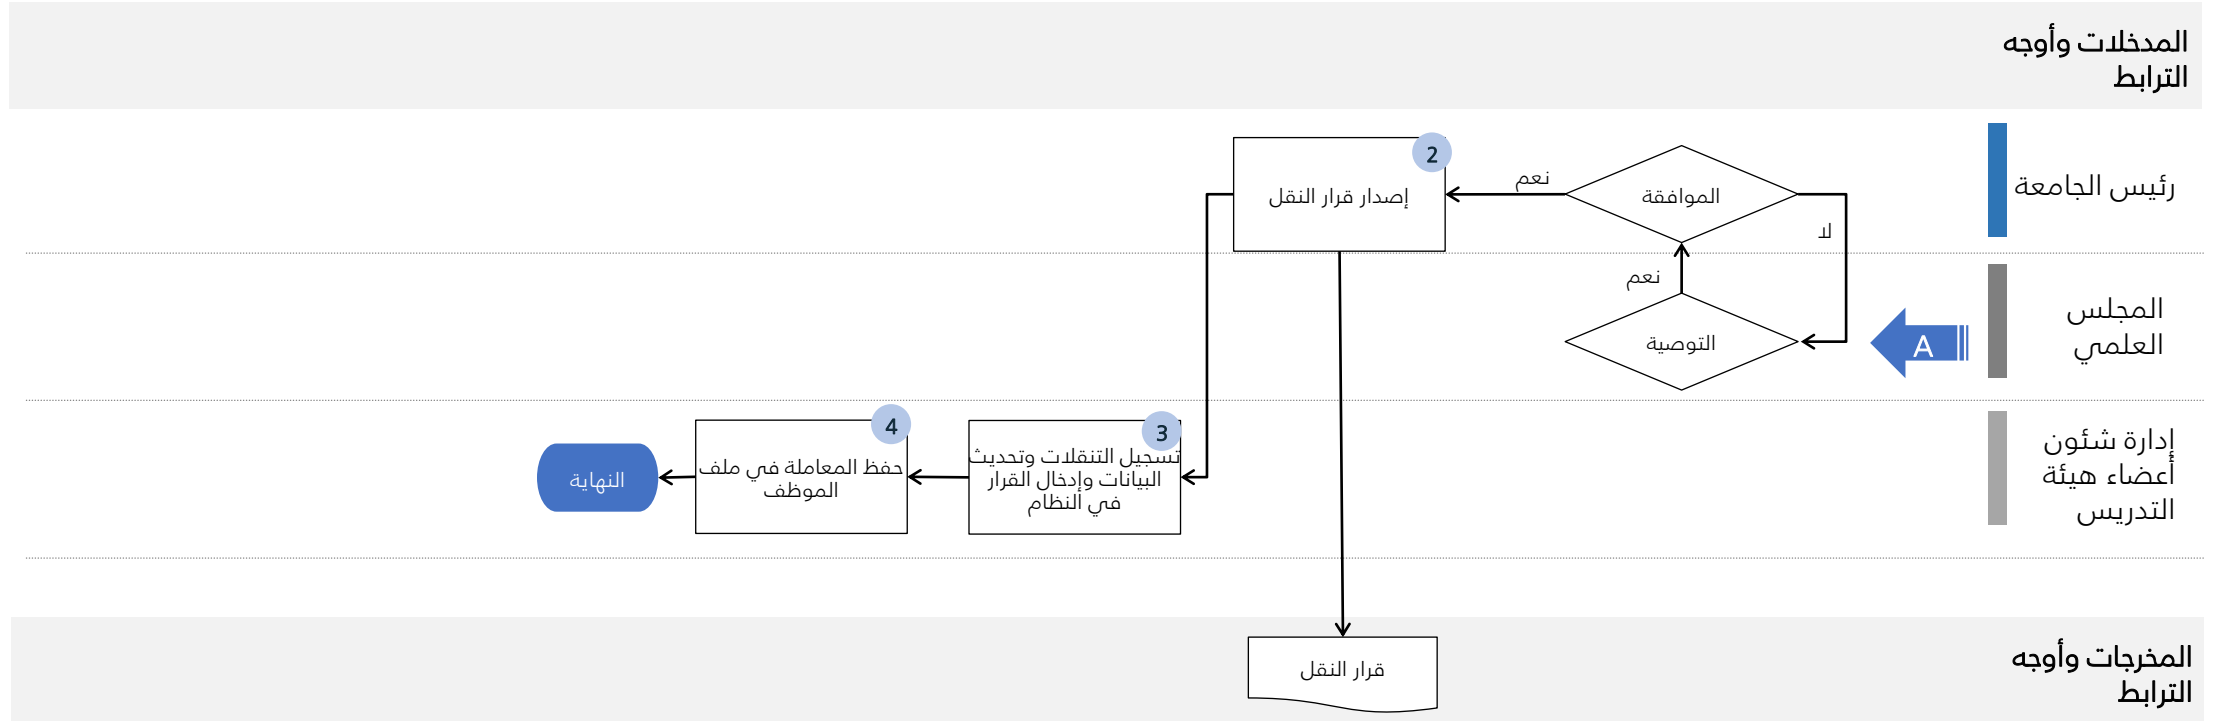 المدخلات وأوجه
الترابط
رئيس الجامعة
الموافقة
نعم
لا
2
إصدار قرار النقل
المجلس
العلمي
A
التوصية
نعم
إدارة شئون
أعضاء هيئة
التدريس
3
تسجيل التنقلات وتحديث
البيانات وإدخال القرار
في النظام
4
حفظ المعاملة في ملف
الموظف
النهاية
المخرجات وأوجه
الترابط
قرار النقل